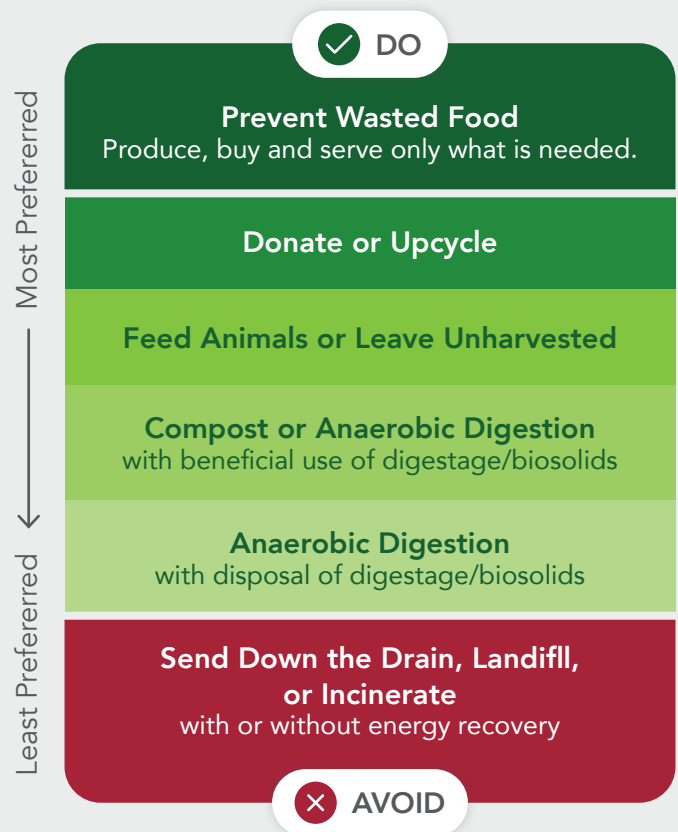 DO
Most Prefererred
Prevent Wasted Food
Produce, buy and serve only what is needed.
Donate or Upcycle
Feed Animals or Leave Unharvested
Compost or Anaerobic Digestion
with beneficial use of digestage/biosolids
Anaerobic Digestion
with disposal of digestage/biosolids
Least Prefererred
Send Down the Drain, Landifll,
or Incinerate
with or without energy recovery
AVOID